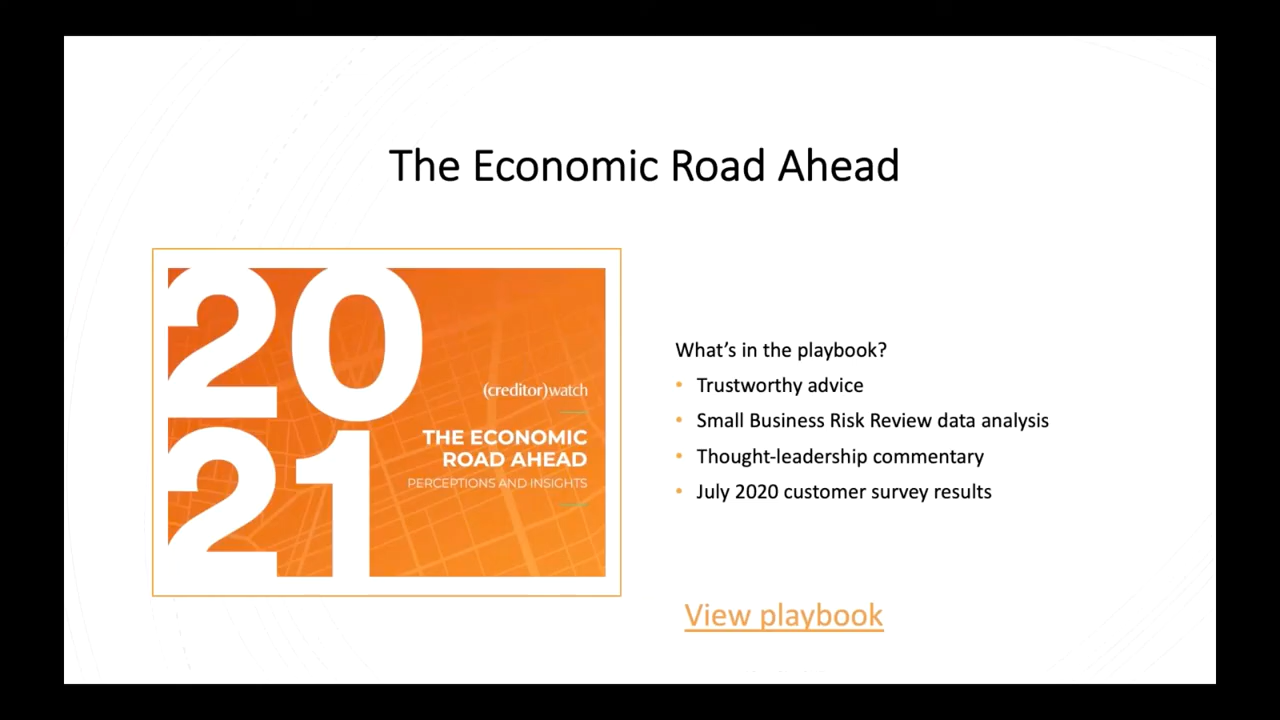 The Economic Road Ahead
20
21
(creditor)watch
THE ECONOMIC
ROAD AHEAD
PERCEPTIONS AND INSIGHTS
What’s in the playbook?
• Trustworthy advice
• Small Business Risk Review data analysis
• Thought-leadership commentary
• July 2020 customer survey results
View playbook